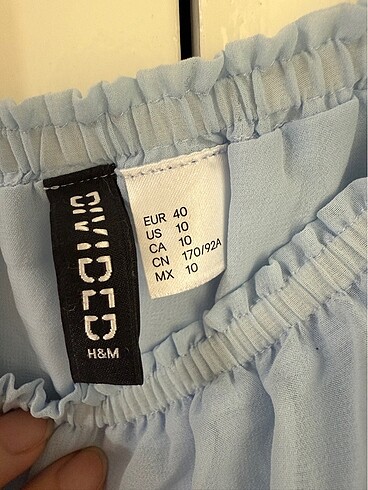 DIVIDED
H&M
EUR 40
US 10
CA 10
CN 170/92A
MX 10